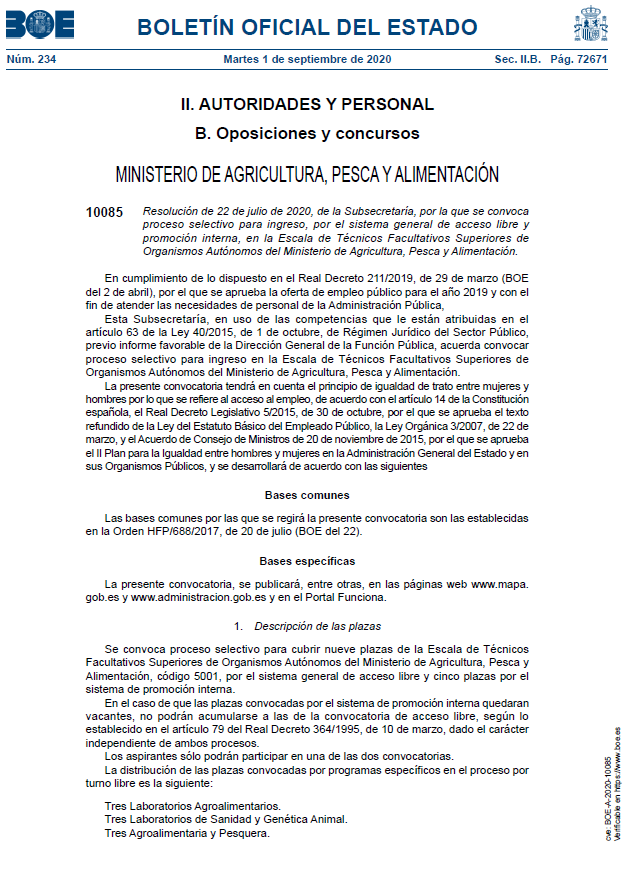 BOE
BOLETÍN OFICIAL DEL ESTADO
Núm. 234 Martes 1 de septiembre de 2020 Sec. II.B. Pág. 72671
II. AUTORIDADES Y PERSONAL
B. Oposiciones y concursos
MINISTERIO DE AGRICULTURA, PESCA Y ALIMENTACIÓN
10085 Resolución de 22 de julio de 2020, de la Subsecretaría, por la que se convoca
proceso selectivo para ingreso, por el sistema general de acceso libre y
promoción interna, en la Escala de Técnicos Facultativos Superiores de
Organismos Autónomos del Ministerio de Agricultura, Pesca y Alimentación.
En cumplimiento de lo dispuesto en el Real Decreto 211/2019, de 29 de marzo (BOE
del 2 de abril), por el que se aprueba la oferta de empleo público para el año 2019 y con el
fin de atender las necesidades de personal de la Administración Pública,
Esta Subsecretaría, en uso de las competencias que le están atribuidas en el
artículo 63 de la Ley 40/2015, de 1 de octubre, de Régimen Jurídico del Sector Público,
previo informe favorable de la Dirección General de la Función Pública, acuerda convocar
proceso selectivo para ingreso en la Escala de Técnicos Facultativos Superiores de
Organismos Autónomos del Ministerio de Agricultura, Pesca y Alimentación.
La presente convocatoria tendrá en cuenta el principio de igualdad de trato entre mujeres y
hombres por lo que se refiere al acceso al empleo, de acuerdo con el artículo 14 de la Constitución
española, el Real Decreto Legislativo 5/2015, de 30 de octubre, por el que se aprueba el texto
refundido de la Ley del Estatuto Básico del Empleado Público, la Ley Orgánica 3/2007, de 22 de
marzo, y el Acuerdo de Consejo de Ministros de 20 de noviembre de 2015, por el que se aprueba
el II Plan para la Igualdad entre hombres y mujeres en la Administración General del Estado y en
sus Organismos Públicos, y se desarrollará de acuerdo con las siguientes
Bases comunes
Las bases comunes por las que se regirá la presente convocatoria son las establecidas
en la Orden HFP/688/2017, de 20 de julio (BOE del 22).
Bases específicas
La presente convocatoria, se publicará, entre otras, en las páginas web www.mapa.
gob.es y www.administracion.gob.es y en el Portal Funciona.
1. Descripción de las plazas
Se convoca proceso selectivo para cubrir nueve plazas de la Escala de Técnicos
Facultativos Superiores de Organismos Autónomos del Ministerio de Agricultura, Pesca y
Alimentación, código 5001, por el sistema general de acceso libre y cinco plazas por el
sistema de promoción interna.
En el caso de que las plazas convocadas por el sistema de promoción interna quedaran
vacantes, no podrán acumularse a las de la convocatoria de acceso libre, según lo
establecido en el artículo 79 del Real Decreto 364/1995, de 10 de marzo, dado el carácter
independiente de ambos procesos.
Los aspirantes sólo podrán participar en una de las dos convocatorias.
La distribución de las plazas convocadas por programas específicos en el proceso por
turno libre es la siguiente:
Tres Laboratorios Agroalimentarios.
Tres Laboratorios de Sanidad y Genética Animal.
Tres Agroalimentaria y Pesquera.
cve: BOE-A-2020-10085
Verificable en https://www.boe.es